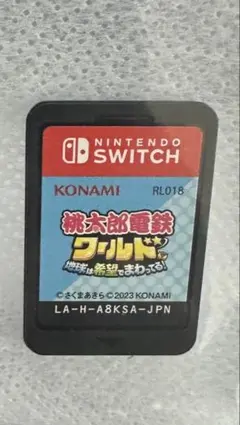 NINTENDO
SWITCH
KONAMI RL018
桃太郎電鉄
ワールド
地球は希望でまわってる!
©さくまあきら ©2023 KONAMI
LA-H-A8KSA-JPN